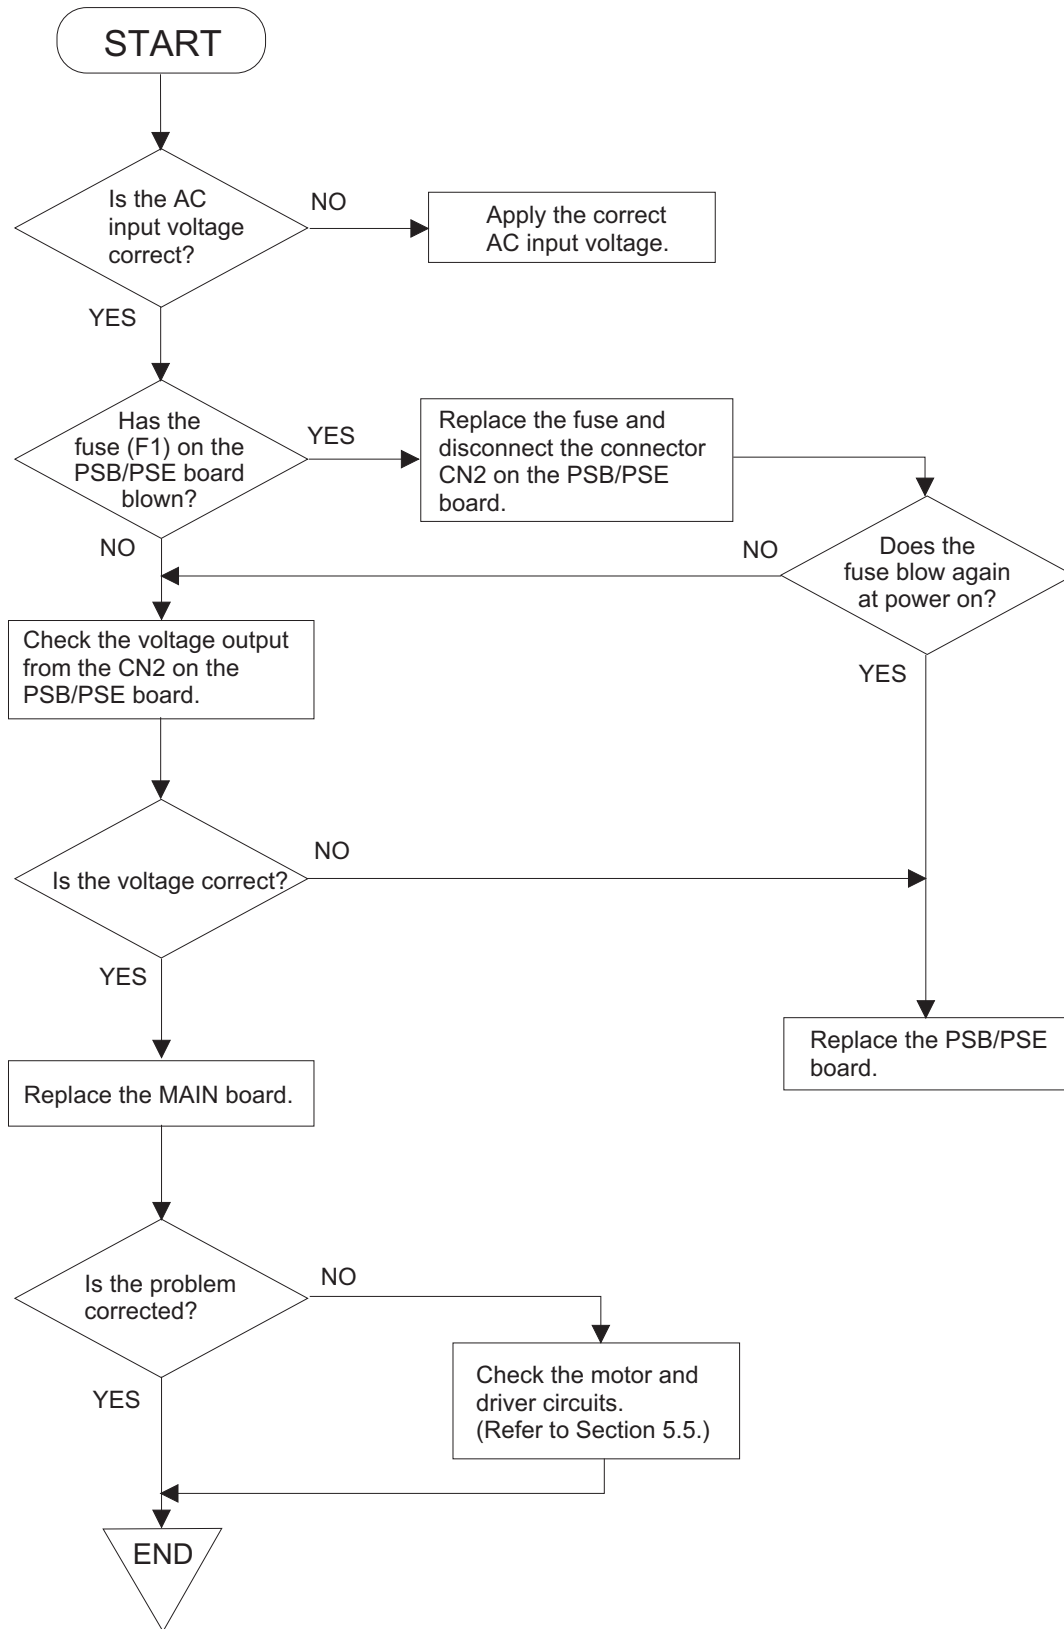 START
Is the AC
input voltage
correct?
NO
Apply the correct
AC input voltage.
YES
Has the
fuse (F1) on the
PSB/PSE board
blown?
YES
Replace the fuse and
disconnect the connector
CN2 on the PSB/PSE
board.
NO
NO
Does the
fuse blow again
at power on?
Check the voltage output
from the CN2 on the
PSB/PSE board.
YES
Is the voltage correct?
NO
YES
Replace the PSB/PSE
board.
Replace the MAIN board.
Is the problem
corrected?
NO
YES
Check the motor and
driver circuits.
(Refer to Section 5.5.)
END